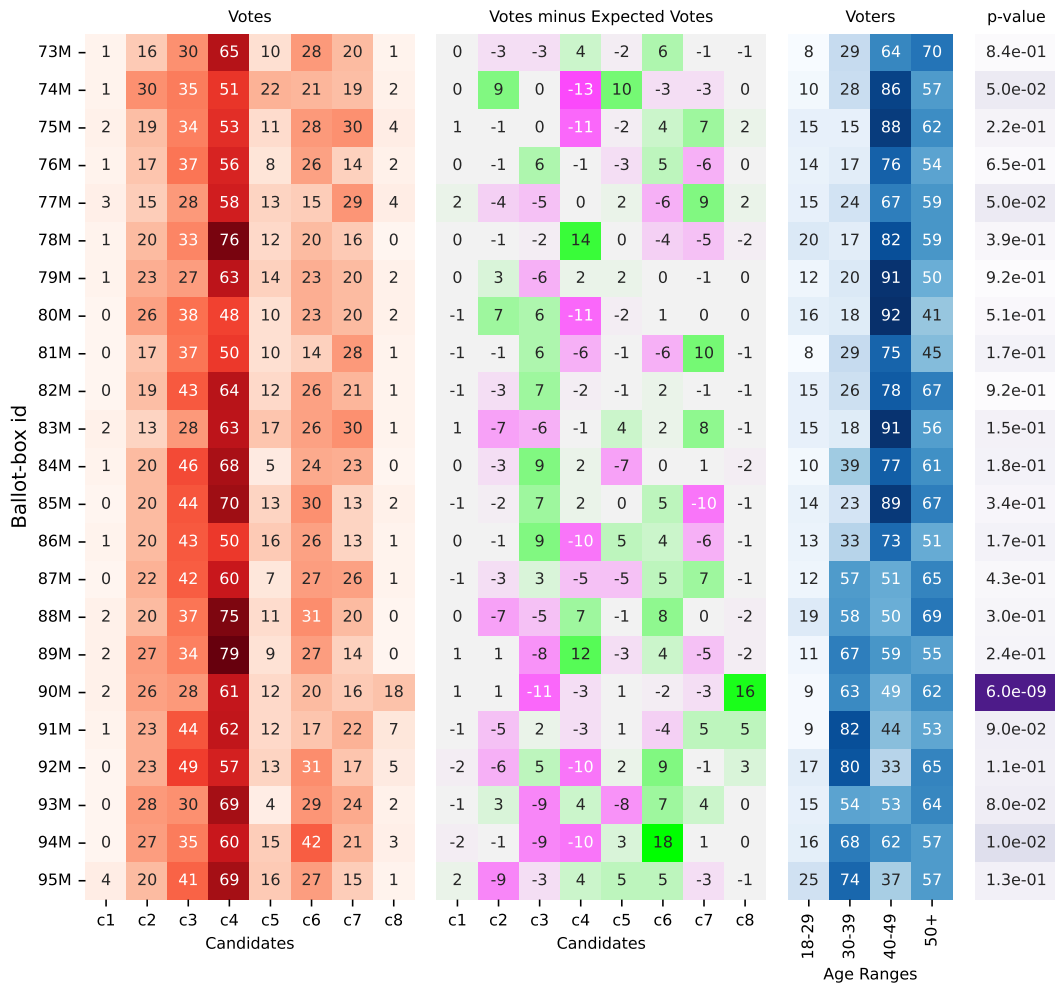 Votes Votes minus Expected Votes Voters p-value
Ballot-box id
73M 1 16 30 65 10 28 20 1 0 -3 -3 4 -2 6 -1 -1 8 29 64 70 8.4e-01
74M 1 30 35 51 22 21 19 2 0 9 0 -13 10 -3 -3 0 10 28 86 57 5.0e-02
75M 2 19 34 53 11 28 30 4 1 -1 0 -11 -2 4 7 2 15 15 88 62 2.2e-01
76M 1 17 37 56 8 26 14 2 0 -1 6 -1 -3 5 -6 0 14 17 76 54 6.5e-01
77M 3 15 28 58 13 15 29 4 2 -4 -5 0 2 -6 9 2 15 24 67 59 5.0e-02
78M 1 20 33 76 12 20 16 0 0 -1 -2 14 0 -4 -5 -2 20 17 82 59 3.9e-01
79M 1 23 27 63 14 23 20 2 0 3 -6 2 2 0 -1 0 12 20 91 50 9.2e-01
80M 0 26 38 48 10 23 20 2 -1 7 6 -11 -2 1 0 0 16 18 92 41 5.1e-01
81M 0 17 37 50 10 14 28 1 -1 -1 6 -6 -1 -6 10 -1 8 29 75 45 1.7e-01
82M 0 19 43 64 12 26 21 1 -1 -3 7 -2 -1 2 -1 -1 15 26 78 67 9.2e-01
83M 2 13 28 63 17 26 30 1 1 -7 -6 -1 4 2 8 -1 15 18 91 56 1.5e-01
84M 1 20 46 68 5 24 23 0 0 -3 9 2 -7 0 1 -2 10 39 77 61 1.8e-01
85M 0 20 44 70 13 30 13 2 -1 -2 7 2 0 5 -10 0 14 23 89 67 3.4e-01
86M 1 20 43 50 16 26 13 1 0 -1 9 -10 5 4 -6 -1 13 33 73 51 1.7e-01
87M 0 22 42 60 7 27 26 1 -1 -3 3 -5 -5 6 7 -1 12 57 51 65 4.3e-01
88M 2 20 37 75 11 31 20 0 0 -7 -5 7 -1 8 0 -2 19 58 50 69 3.0e-01
89M 2 27 34 79 9 27 14 0 1 1 -8 12 -3 4 -5 -2 11 67 59 55 2.4e-01
90M 2 26 28 61 12 20 16 18 1 1 -11 -3 1 -2 -3 16 9 63 49 62 6.0e-09
91M 1 23 44 62 12 17 22 7 -1 -5 2 -3 1 -4 5 5 9 82 44 53 9.0e-02
92M 0 23 49 57 13 31 17 5 -2 -6 5 -10 2 9 -1 3 17 80 33 65 1.1e-01
93M 0 28 30 69 4 29 24 2 -1 3 -9 4 -8 7 4 0 15 54 53 64 8.0e-02
94M 0 27 35 60 15 42 21 3 -2 -1 -9 -10 3 18 1 0 16 68 62 57 1.0e-02
95M 4 20 41 69 16 27 15 1 2 -9 -3 4 5 5 -3 -1 25 74 37 57 1.3e-01
c1 c2 c3 c4 c5 c6 c7 c8 c1 c2 c3 c4 c5 c6 c7 c8 18-29 30-39 40-49 50+
Candidates Candidates Age Ranges